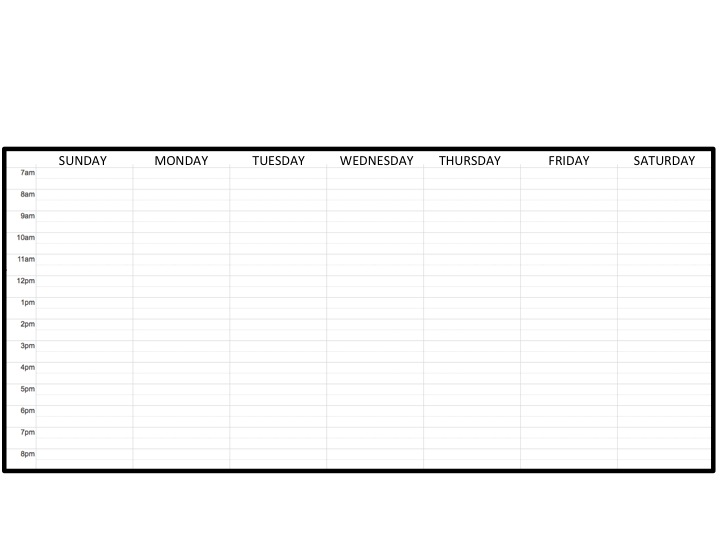 SUNDAY MONDAY TUESDAY WEDNESDAY THURSDAY FRIDAY SATURDAY
7am
8am
9am
10am
11am
12pm
1pm
2pm
3pm
4pm
5pm
6pm
7pm
8pm